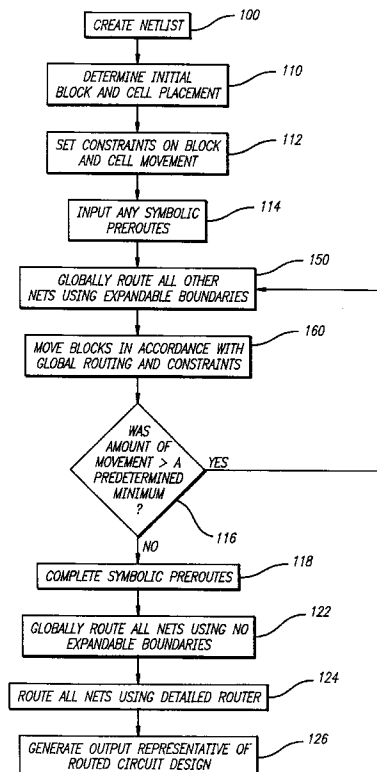 CREATE NETLIST
100
DETERMINE INITIAL
BLOCK AND CELL PLACEMENT
110
SET CONSTRAINTS ON BLOCK
AND CELL MOVEMENT
112
INPUT ANY SYMBOLIC
PREROUTES
114
GLOBALLY ROUTE ALL OTHER
NETS USING EXPANDABLE BOUNDARIES
150
MOVE BLOCKS IN ACCORDANCE WITH
GLOBAL ROUTING AND CONSTRAINTS
160
WAS
AMOUNT OF
MOVEMENT > A
PREDETERMINED
MINIMUM
?
YES
116
NO
COMPLETE SYMBOLIC PREROUTES
118
GLOBALLY ROUTE ALL NETS USING NO
EXPANDABLE BOUNDARIES
122
ROUTE ALL NETS USING DETAILED ROUTER
124
GENERATE OUTPUT REPRESENTATIVE OF
ROUTED CIRCUIT DESIGN
126